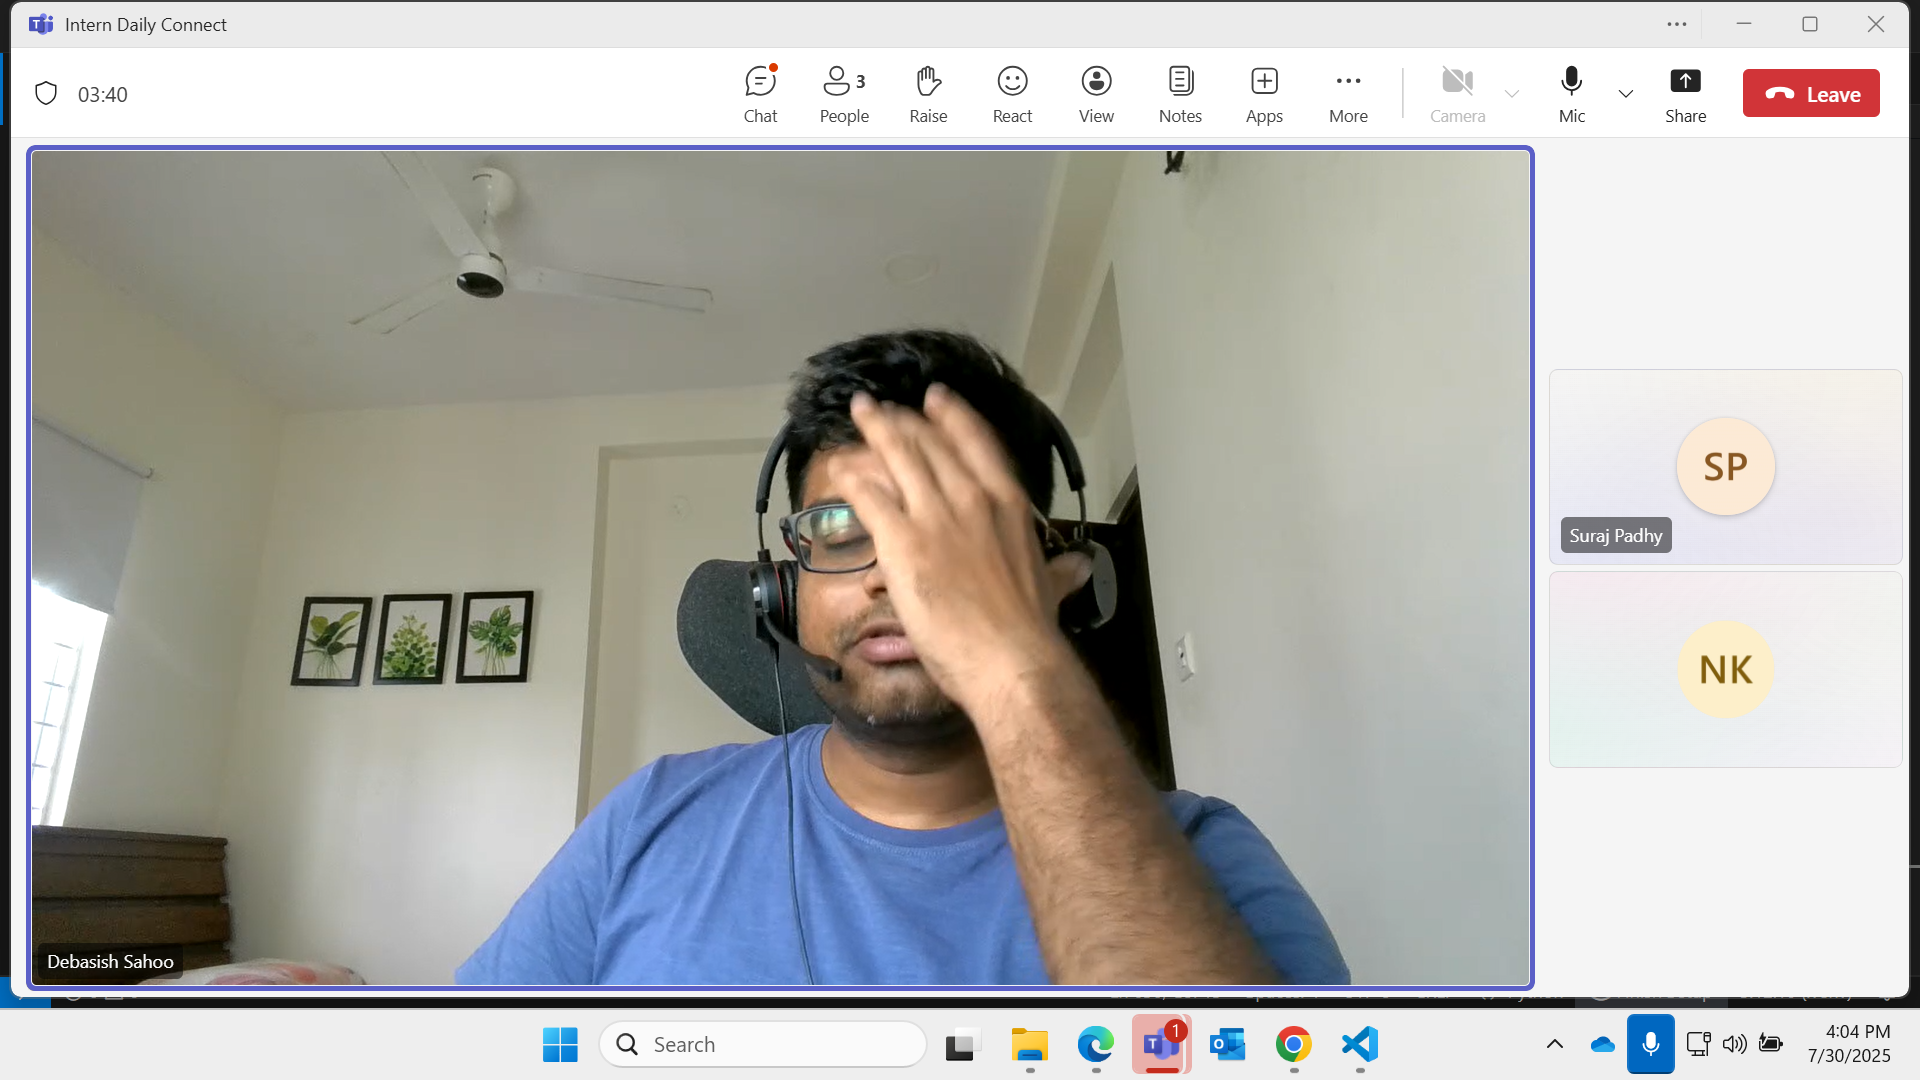 Intern Daily Connect
03:40
Chat
People
3
Raise
React
View
Notes
Apps
More
Camera
Mic
Share
Leave
Debasish Sahoo
SP
Suraj Padhy
NK
Search
1
4:04 PM
7/30/2025